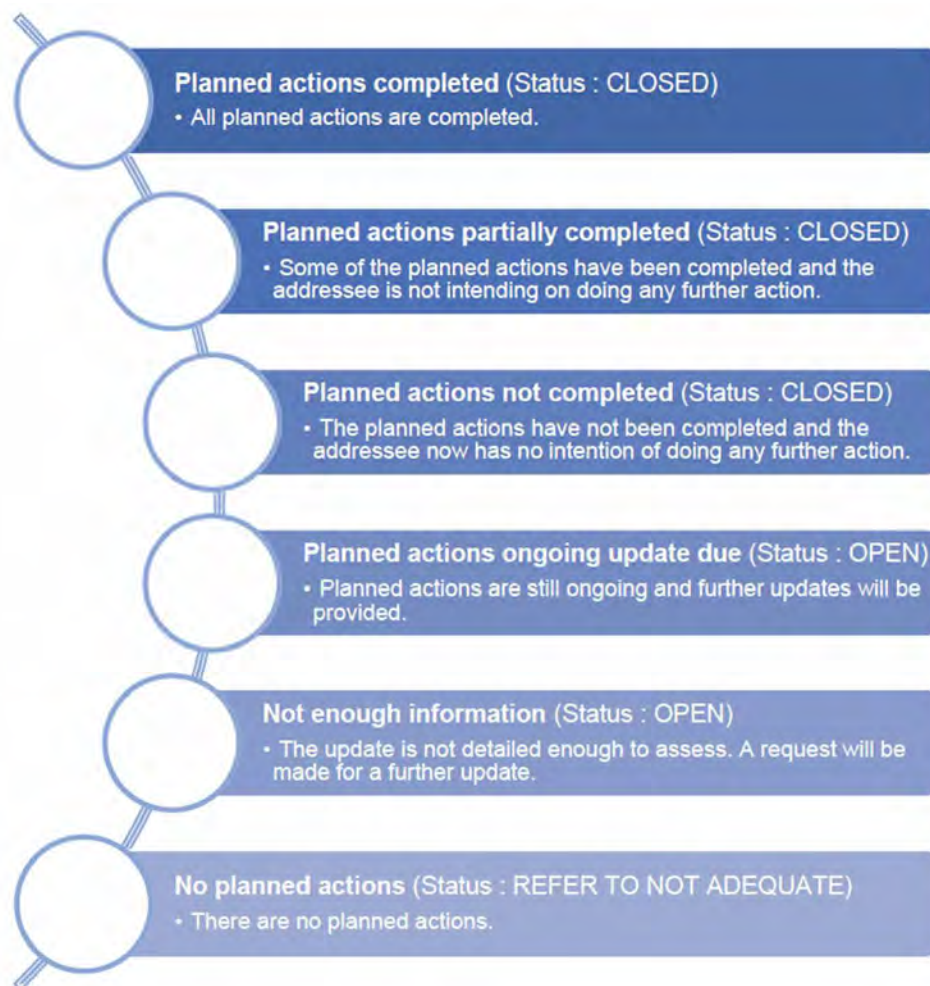 Planned actions completed (Status : CLOSED)
• All planned actions are completed.
Planned actions partially completed (Status : CLOSED)
• Some of the planned actions have been completed and the
addressee is not intending on doing any further action.
Planned actions not completed (Status : CLOSED)
• The planned actions have not been completed and the
addressee now has no intention of doing any further action.
Planned actions ongoing update due (Status : OPEN)
• Planned actions are still ongoing and further updates will be
provided.
Not enough information (Status : OPEN)
• The update is not detailed enough to assess. A request will be
made for a further update.
No planned actions (Status : REFER TO NOT ADEQUATE)
• There are no planned actions.